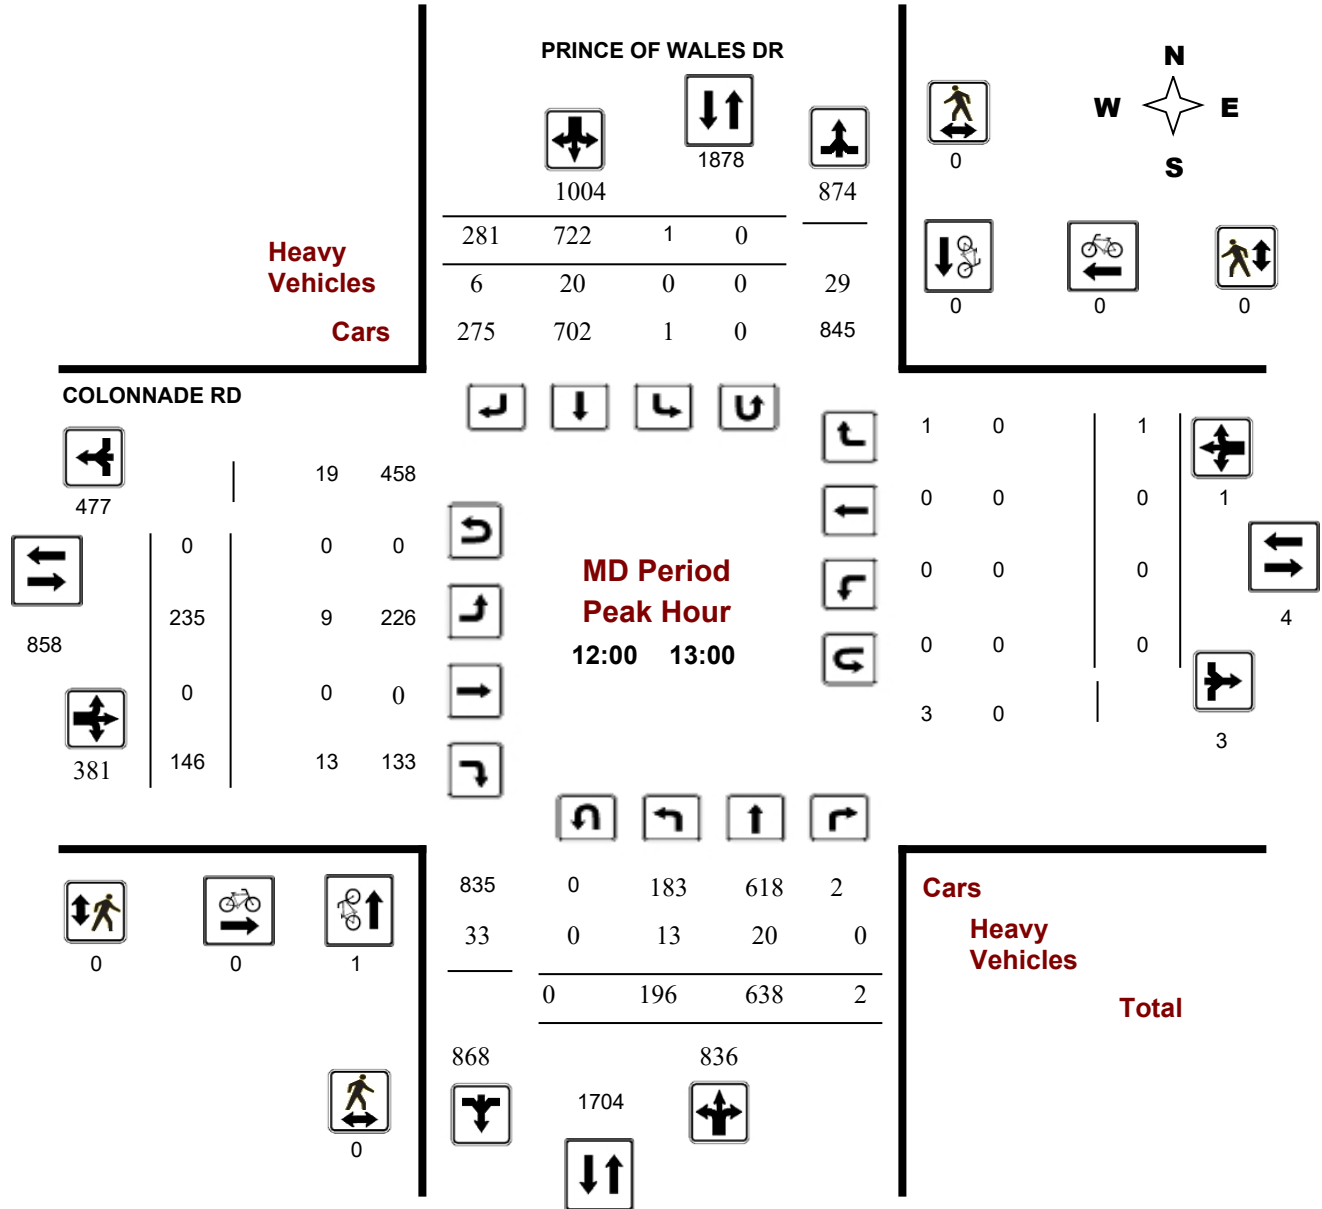 PRINCE OF WALES DR
N
W E
S
1878
0
1004 874
281 722 1 0
Heavy
Vehicles 6 20 0 0 29
0 0 0
Cars 275 702 1 0 845
COLONNADE RD
1 0 1
19 458
477
0 0 1
0 0 0
MD Period
0 0 0
Peak Hour
235 9 226
4
858
12:00 13:00
0 0 0
0 0 0
3 0
3
381 146 13 133
835 0 183 618 2 Cars
33 0 13 20 0 Heavy
Vehicles
0 0 1
0 196 638 2 Total
868 836
1704
0